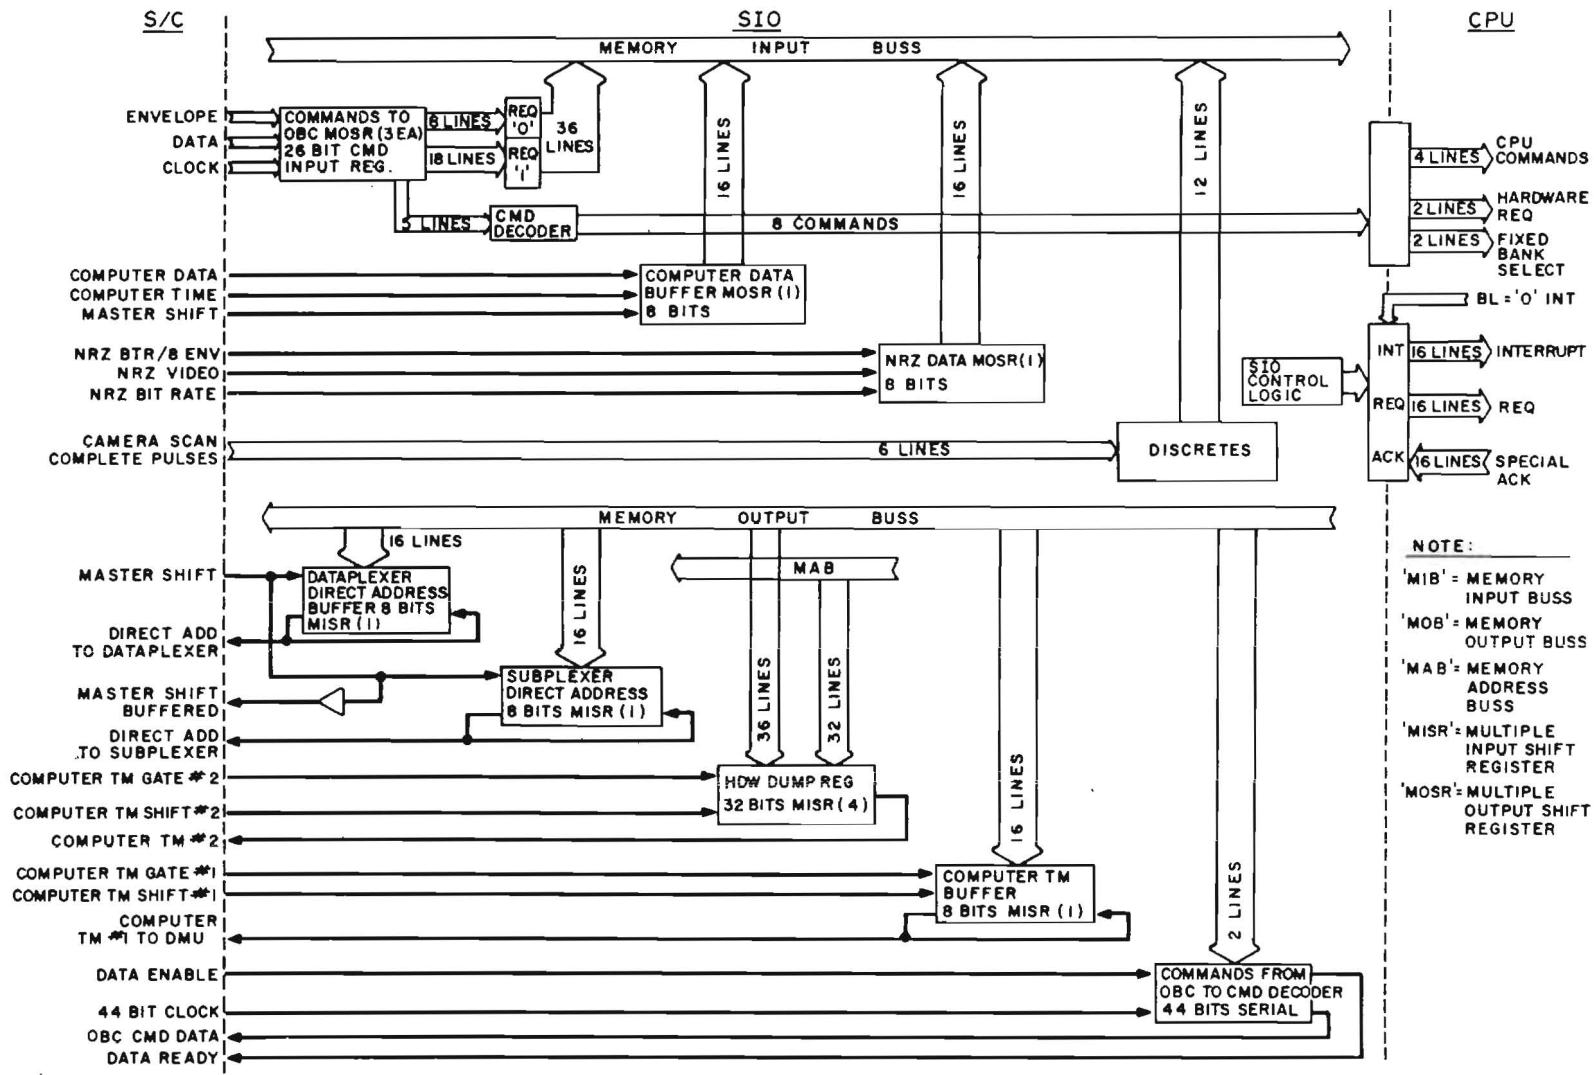 S/C
SIO
CPU
MEMORY INPUT BUSS
ENVELOPE
DATA
CLOCK
COMMANDS TO
OBC MOSR (3 EA)
26 BIT CMD
INPUT REG.
8 LINES
18 LINES
REQ
'0'
REQ
'1'
36
LINES
16 LINES
16 LINES
12 LINES
5 LINES
CMD
DECODER
8 COMMANDS
4 LINES
CPU
COMMANDS
2 LINES
HARDWARE
REQ
2 LINES
FIXED
BANK
SELECT
COMPUTER DATA
COMPUTER TIME
MASTER SHIFT
COMPUTER DATA
BUFFER MOSR (1)
8 BITS
BL = '0' INT
NRZ BTR/8 ENV
NRZ VIDEO
NRZ BIT RATE
NRZ DATA MOSR (1)
8 BITS
SIO
CONTROL
LOGIC
INT
REQ
ACK
16 LINES
INTERRUPT
16 LINES
REQ
16 LINES
SPECIAL
ACK
CAMERA SCAN
COMPLETE PULSES
6 LINES
DISCRETES
MEMORY OUTPUT BUSS
16 LINES
MAB
MASTER SHIFT
DATAPLEXER
DIRECT ADDRESS
BUFFER 8 BITS
MISR (1)
DIRECT ADD
TO DATAPLEXER
16 LINES
MASTER SHIFT
BUFFERED
SUBPLEXER
DIRECT ADDRESS
8 BITS MISR (1)
DIRECT ADD
TO SUBPLEXER
36 LINES
32 LINES
COMPUTER TM GATE #2
COMPUTER TM SHIFT #2
COMPUTER TM #2
HDW DUMP REG
32 BITS MISR (4)
16 LINES
COMPUTER TM GATE #1
COMPUTER TM SHIFT #1
COMPUTER
TM #1 TO DMU
COMPUTER TM
BUFFER
8 BITS MISR (1)
2 LINES
DATA ENABLE
44 BIT CLOCK
OBC CMD DATA
DATA READY
COMMANDS FROM
OBC TO CMD DECODER
44 BITS SERIAL
NOTE:
'MIB' = MEMORY
INPUT BUSS
'MOB' = MEMORY
OUTPUT BUSS
'MAB' = MEMORY
ADDRESS
BUSS
'MISR' = MULTIPLE
INPUT SHIFT
REGISTER
'MOSR' = MULTIPLE
OUTPUT SHIFT
REGISTER